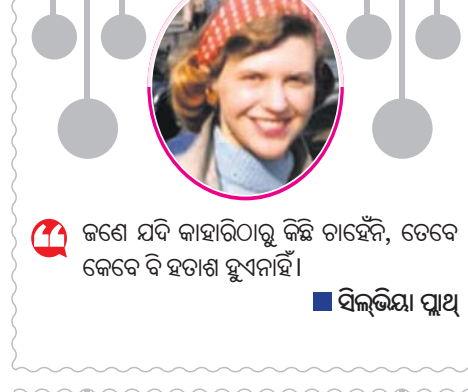 ଜଣେ ଯଦି କାହାରିଠାରୁ କିଛି ଚାହେଁନି, ତେବେ
କେବେ ବି ହତାଶ ହୁଏନାହିଁ।
ସିଲ୍‌ଭିୟା ପ୍ଲାଥ୍